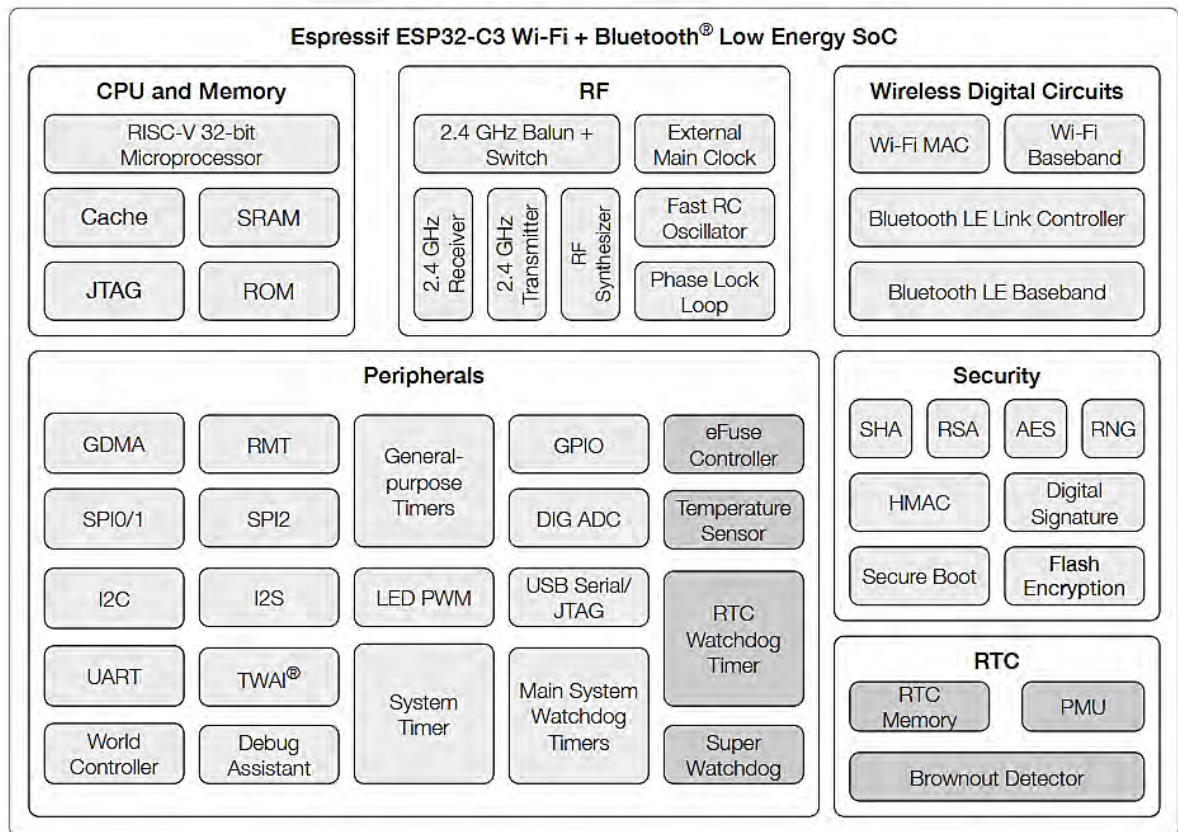 Espressif ESP32-C3 Wi-Fi + Bluetooth® Low Energy SoC
CPU and Memory
RISC-V 32-bit
Microprocessor
Cache
SRAM
JTAG
ROM
RF
2.4 GHz Balun +
Switch
External
Main Clock
2.4 GHz
Receiver
2.4 GHz
Transmitter
RF
Synthesizer
Fast RC
Oscillator
Phase Lock
Loop
Wireless Digital Circuits
Wi-Fi MAC
Wi-Fi
Baseband
Bluetooth LE Link Controller
Bluetooth LE Baseband
Peripherals
GDMA
RMT
General-
purpose
Timers
GPIO
eFuse
Controller
SPI0/1
SPI2
DIG ADC
Temperature
Sensor
I2C
I2S
LED PWM
USB Serial/
JTAG
RTC
Watchdog
Timer
UART
TWAI®
System
Timer
Main System
Watchdog
Timers
World
Controller
Debug
Assistant
Super
Watchdog
Security
SHA
RSA
AES
RNG
HMAC
Digital
Signature
Secure Boot
Flash
Encryption
RTC
RTC
Memory
PMU
Brownout Detector